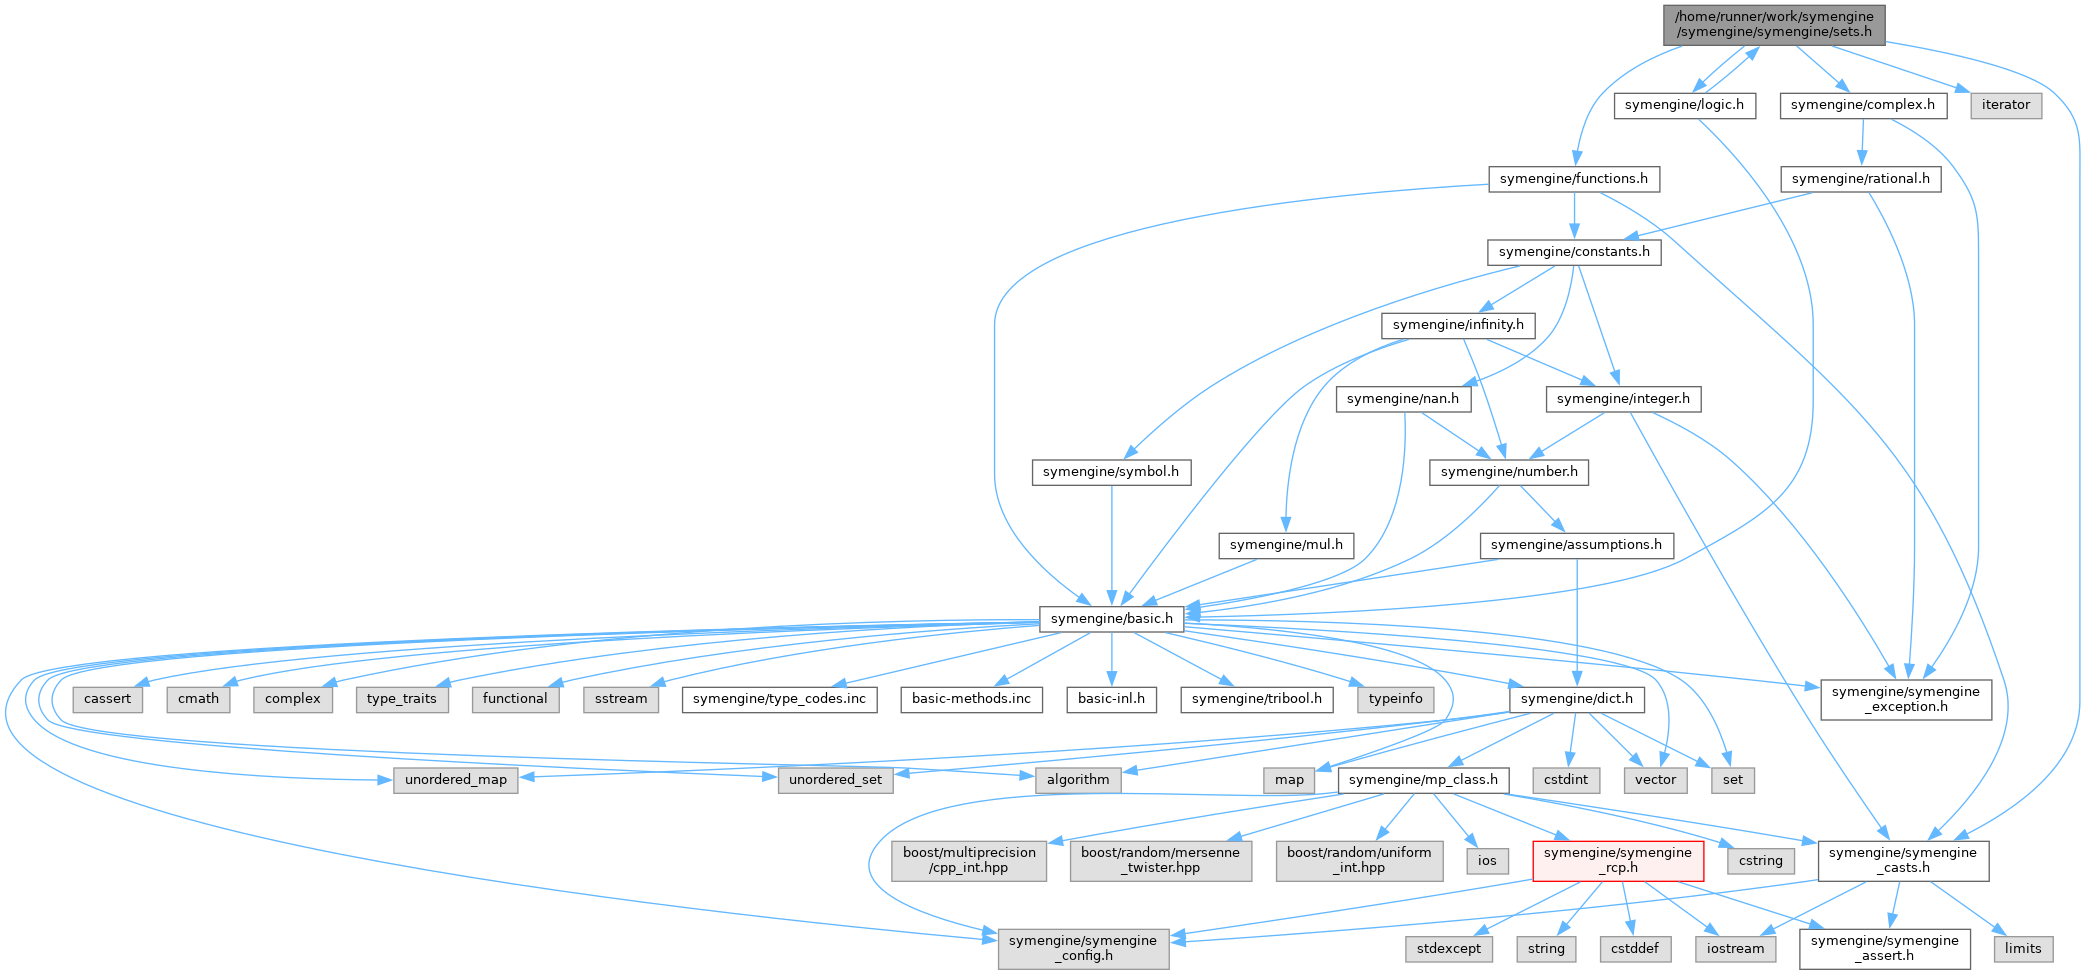 /home/runner/work/symengine
/symengine/symengine/sets.h
symengine/logic.h
symengine/complex.h
iterator
symengine/functions.h
symengine/rational.h
symengine/constants.h
symengine/infinity.h
symengine/nan.h
symengine/integer.h
symengine/symbol.h
symengine/number.h
symengine/mul.h
symengine/assumptions.h
symengine/basic.h
cassert
cmath
complex
type_traits
functional
sstream
symengine/type_codes.inc
basic-methods.inc
basic-inl.h
symengine/tribool.h
typeinfo
symengine/dict.h
symengine/symengine
_exception.h
unordered_map
unordered_set
algorithm
map
symengine/mp_class.h
cstdint
vector
set
boost/multiprecision
/cpp_int.hpp
boost/random/mersenne
_twister.hpp
boost/random/uniform
_int.hpp
ios
symengine/symengine
_rcp.h
cstring
symengine/symengine
_casts.h
symengine/symengine
_config.h
stdexcept
string
cstddef
iostream
symengine/symengine
_assert.h
limits